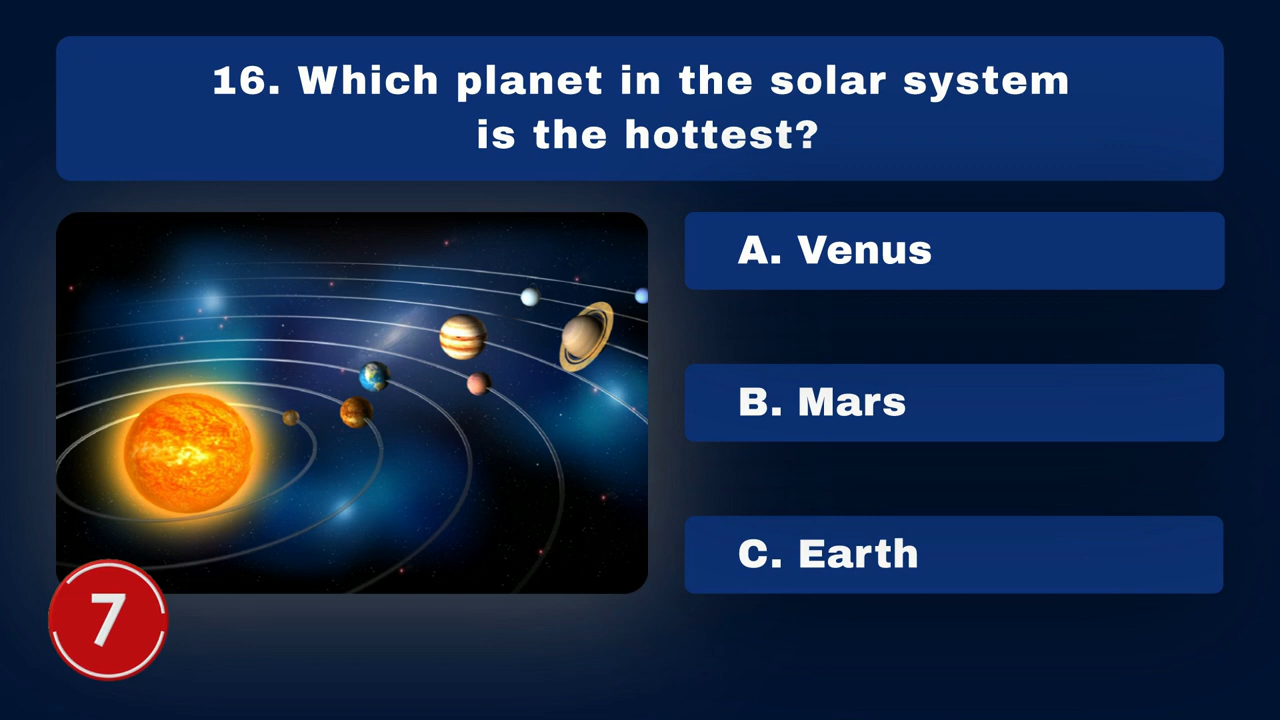 16. Which planet in the solar system
is the hottest?
A. Venus
B. Mars
C. Earth
7